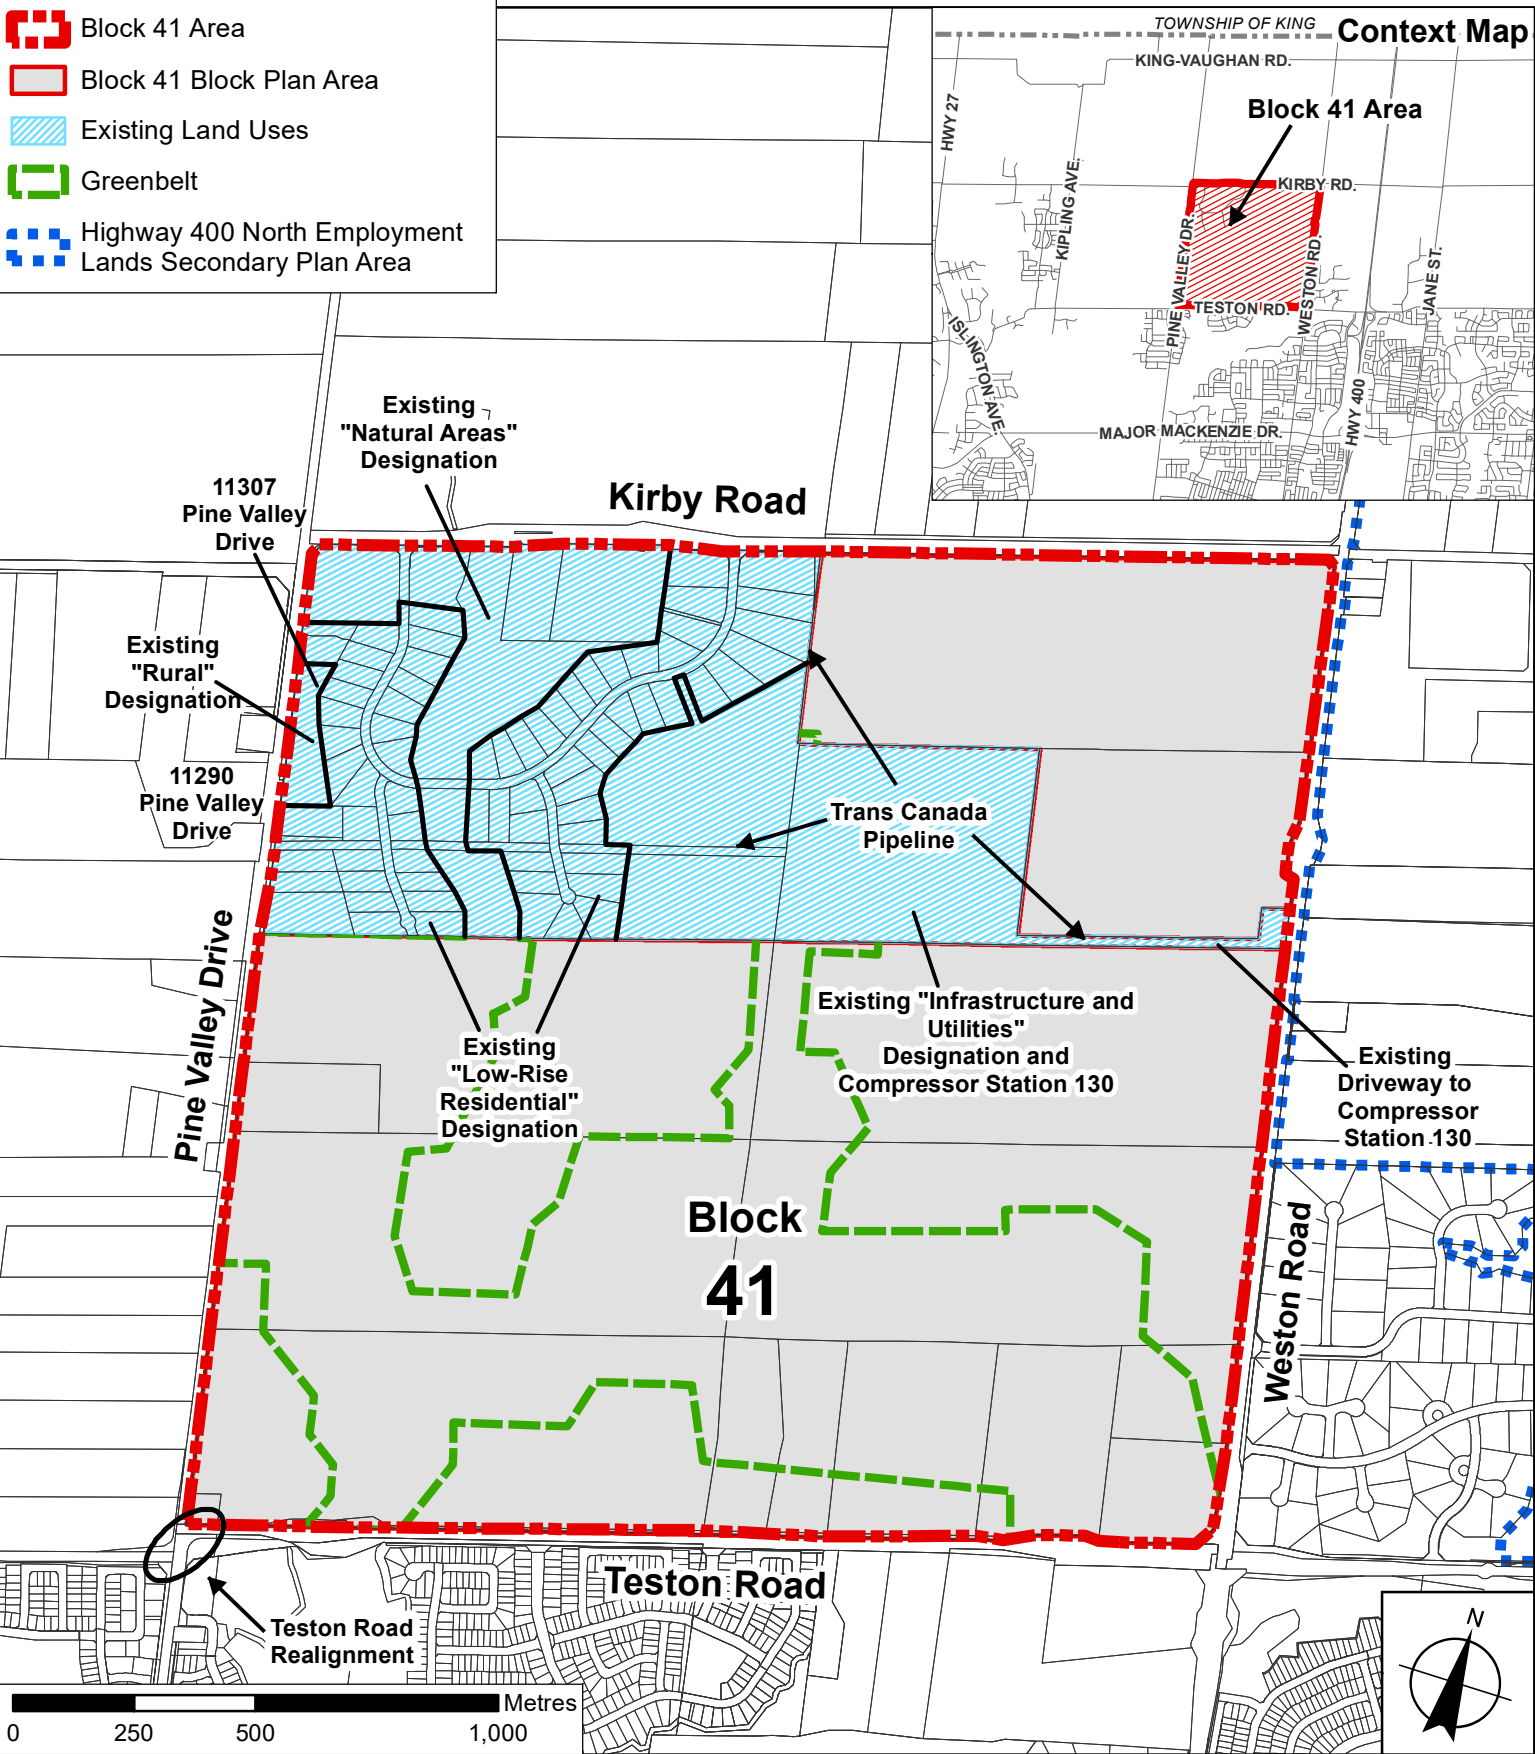 Block 41 Area
Block 41 Block Plan Area
Existing Land Uses
Greenbelt
Highway 400 North Employment
Lands Secondary Plan Area
TOWNSHIP OF KING
Context Map
KING-VAUGHAN RD.
HWY 27
Block 41 Area
KIPLING AVE.
KIRBY RD.
PINE VALLEY DR.
WESTON RD.
JANE ST.
TESTON RD.
ISLINGTON AVE.
HWY 400
MAJOR MACKENZIE DR.
Existing
"Natural Areas"
Designation
11307
Pine Valley
Drive
Kirby Road
Existing
"Rural"
Designation
11290
Pine Valley
Drive
Trans Canada
Pipeline
Pine Valley Drive
Existing "Infrastructure and
Utilities"
Designation and
Compressor Station 130
Existing
"Low-Rise
Residential"
Designation
Existing
Driveway to
Compressor
Station 130
Block
41
Weston Road
Teston Road
Teston Road
Realignment
N
Metres
0 250 500 1,000